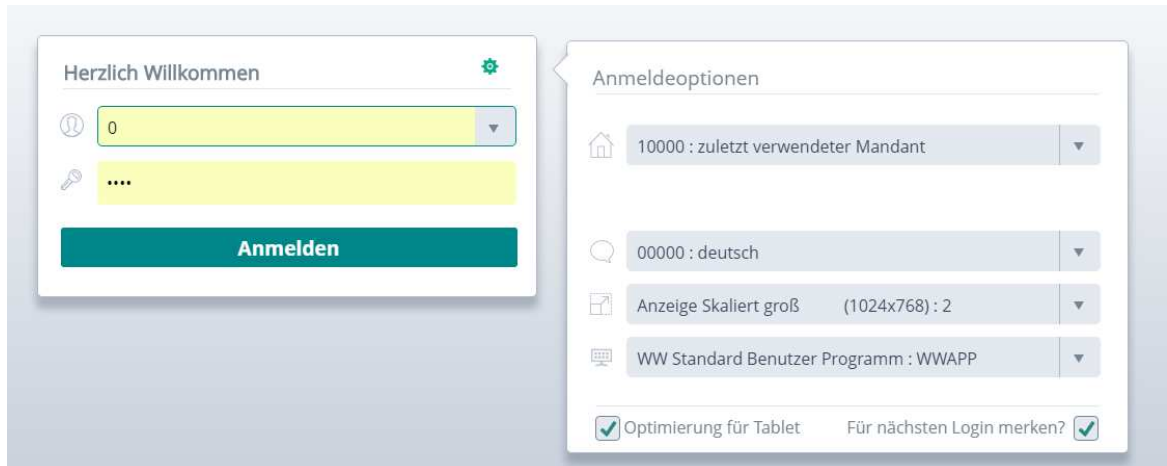 Herzlich Willkommen
0
••••
Anmelden
Anmeldeoptionen
10000 : zuletzt verwendeter Mandant
00000 : deutsch
Anzeige Skaliert groß (1024x768) : 2
WW Standard Benutzer Programm : WWAPP
Optimierung für Tablet Für nächsten Login merken?